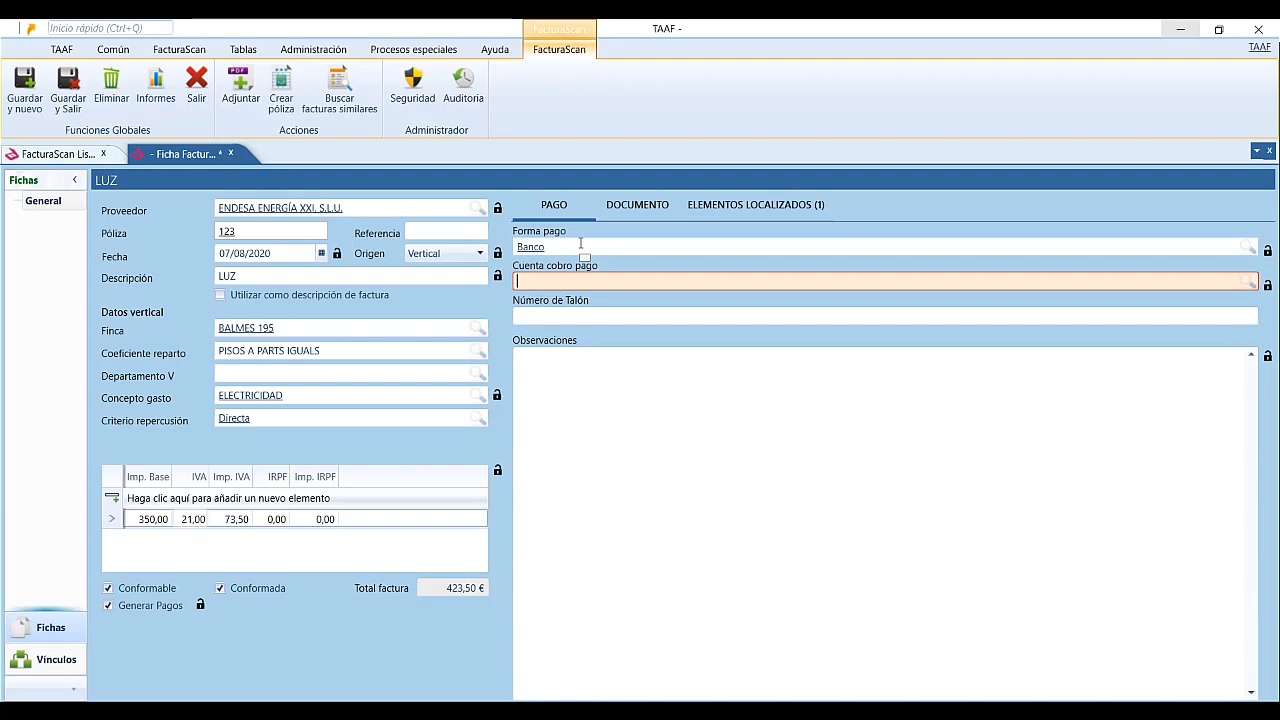 Inicio rápido (Ctrl+Q)
FacturaScan
TAAF -
TAAF
Común
FacturaScan
Tablas
Administración
Procesos especiales
Ayuda
FacturaScan
TAAF
Guardar y nuevo
Guardar y Salir
Eliminar
Informes
Salir
PDF
Adjuntar
Crear póliza
Buscar facturas similares
Seguridad
Auditoria
Funciones Globales
Acciones
Administrador
FacturaScan Lis... x
- Ficha Factur... * x
Fichas
General
LUZ
Proveedor ENDESA ENERGÍA XXI, S.L.U.
Póliza 123 Referencia
Fecha 07/08/2020 Origen Vertical
Descripción LUZ
Utilizar como descripción de factura
Datos vertical
Finca BALMES 195
Coeficiente reparto PISOS A PARTS IGUALS
Departamento V
Concepto gasto ELECTRICIDAD
Criterio repercusión Directa
Imp. Base IVA Imp. IVA IRPF Imp. IRPF
Haga clic aquí para añadir un nuevo elemento
350,00 21,00 73,50 0,00 0,00
Conformable Conformada Total factura 423,50 €
Generar Pagos
PAGO DOCUMENTO ELEMENTOS LOCALIZADOS (1)
Forma pago
Banco
Cuenta cobro pago
Número de Talón
Observaciones
Fichas
Vínculos